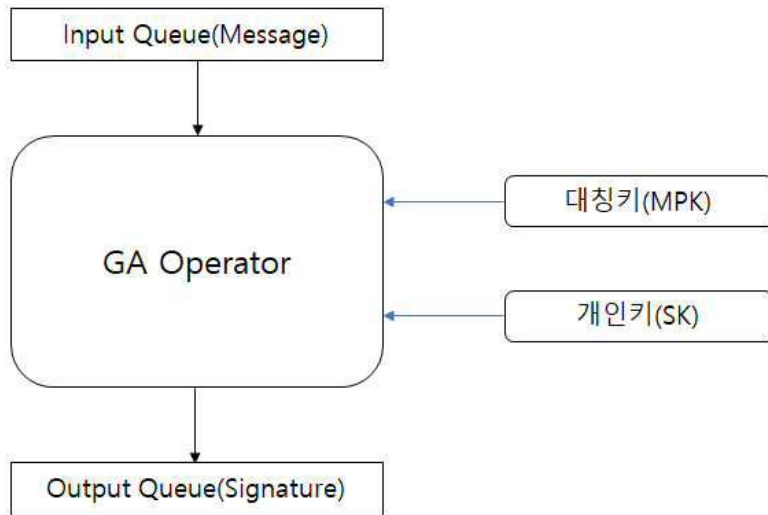 Input Queue(Message)
GA Operator
대칭키(MPK)
개인키(SK)
Output Queue(Signature)